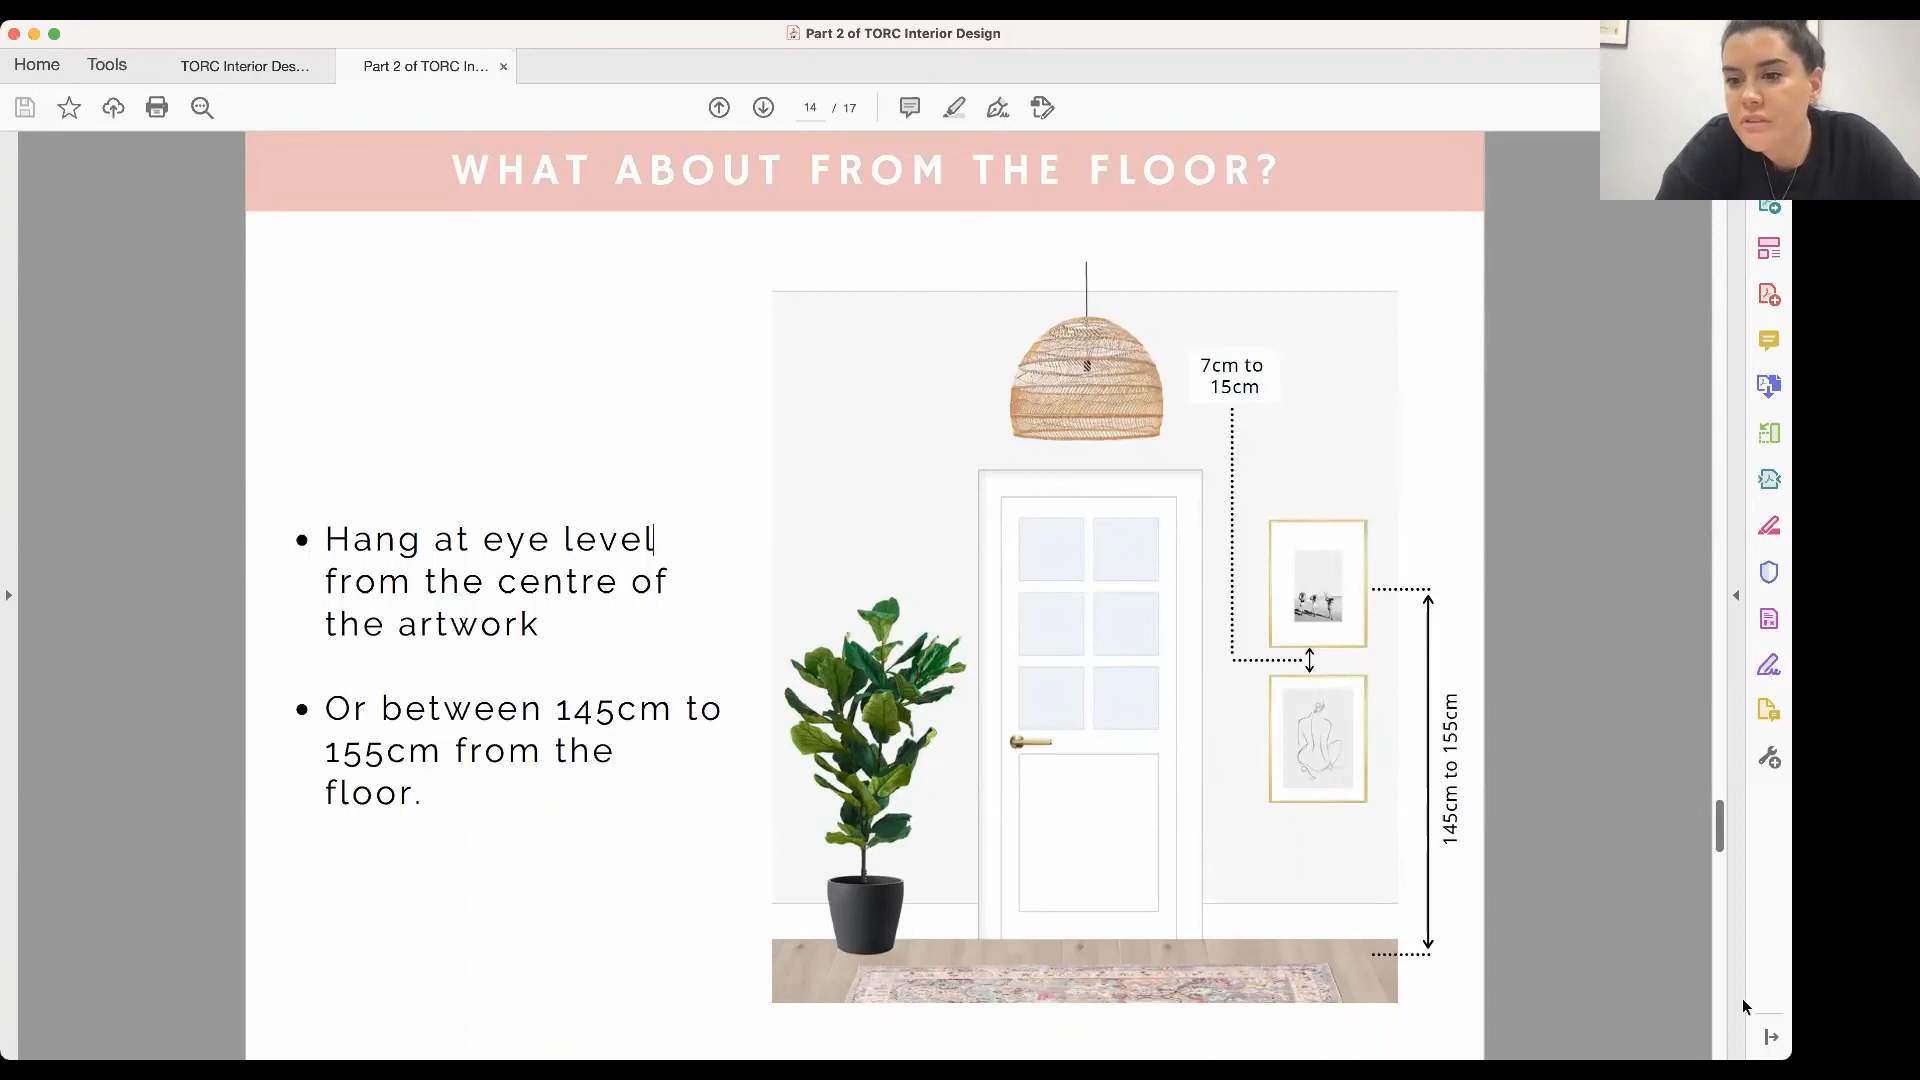 Part 2 of TORC Interior Design
Home
Tools
TORC Interior Des...
Part 2 of TORC In...
14 / 17
WHAT ABOUT FROM THE FLOOR?
7cm to
15cm
Hang at eye level
from the centre of
the artwork
Or between 145cm to
155cm from the
floor.
145cm to 155cm